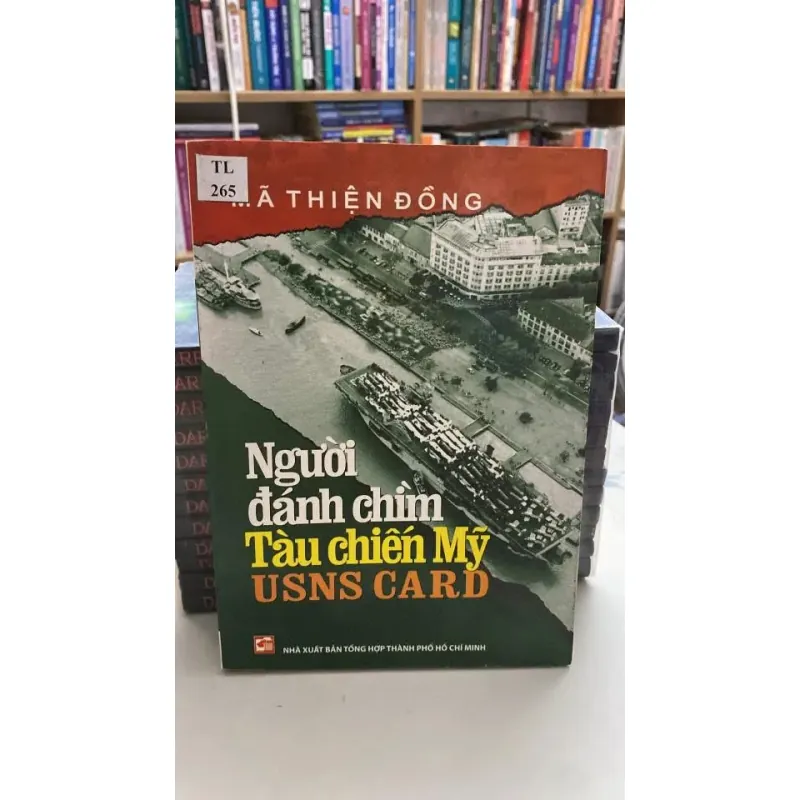 TL
265
MÃ THIỆN ĐỒNG
Người
đánh chìm
Tàu chiến Mỹ
USNS CARD
NHÀ XUẤT BẢN TỔNG HỢP THÀNH PHỐ HỒ CHÍ MINH